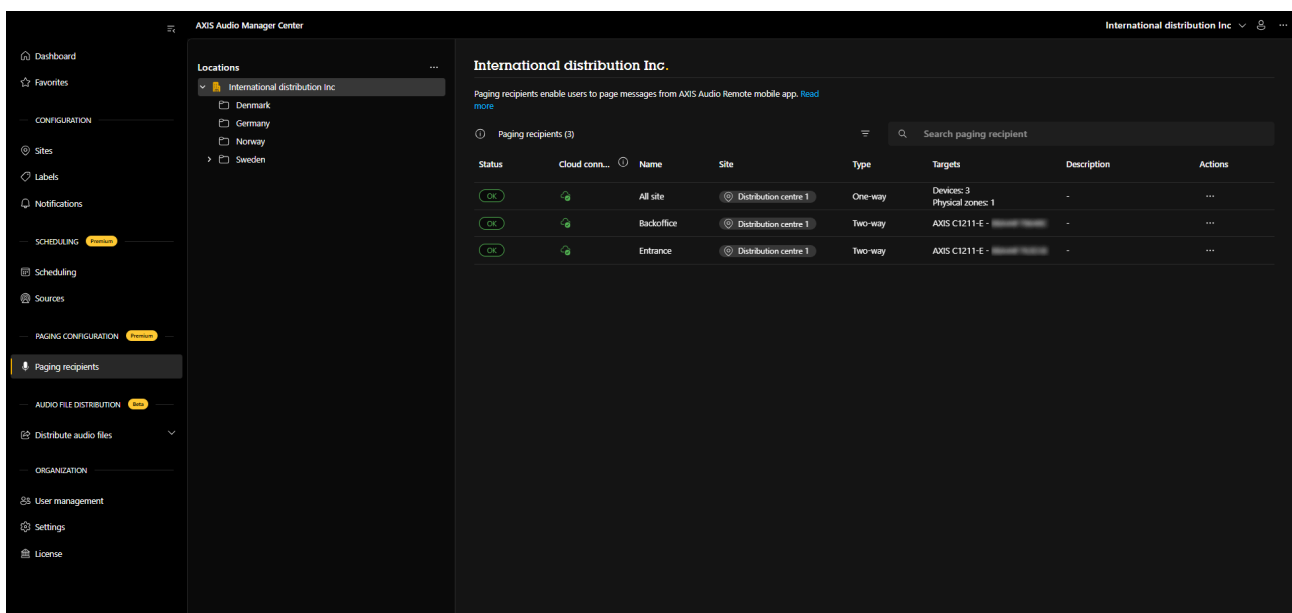 AXIS Audio Manager Center
International distribution Inc
Dashboard
Favorites
CONFIGURATION
Sites
Labels
Notifications
SCHEDULING Premium
Scheduling
Sources
PAGING CONFIGURATION Premium
Paging recipients
AUDIO FILE DISTRIBUTION Beta
Distribute audio files
ORGANIZATION
User management
Settings
License
Locations
International distribution Inc
Denmark
Germany
Norway
Sweden
International distribution Inc.
Paging recipients enable users to page messages from AXIS Audio Remote mobile app. Read
more
Paging recipients (3)
Search paging recipient
Status Cloud conn... Name Site Type Targets Description Actions
OK All site Distribution centre 1 One-way Devices: 3
Physical zones: 1 -
OK Backoffice Distribution centre 1 Two-way AXIS C1211-E - -
OK Entrance Distribution centre 1 Two-way AXIS C1211-E - -